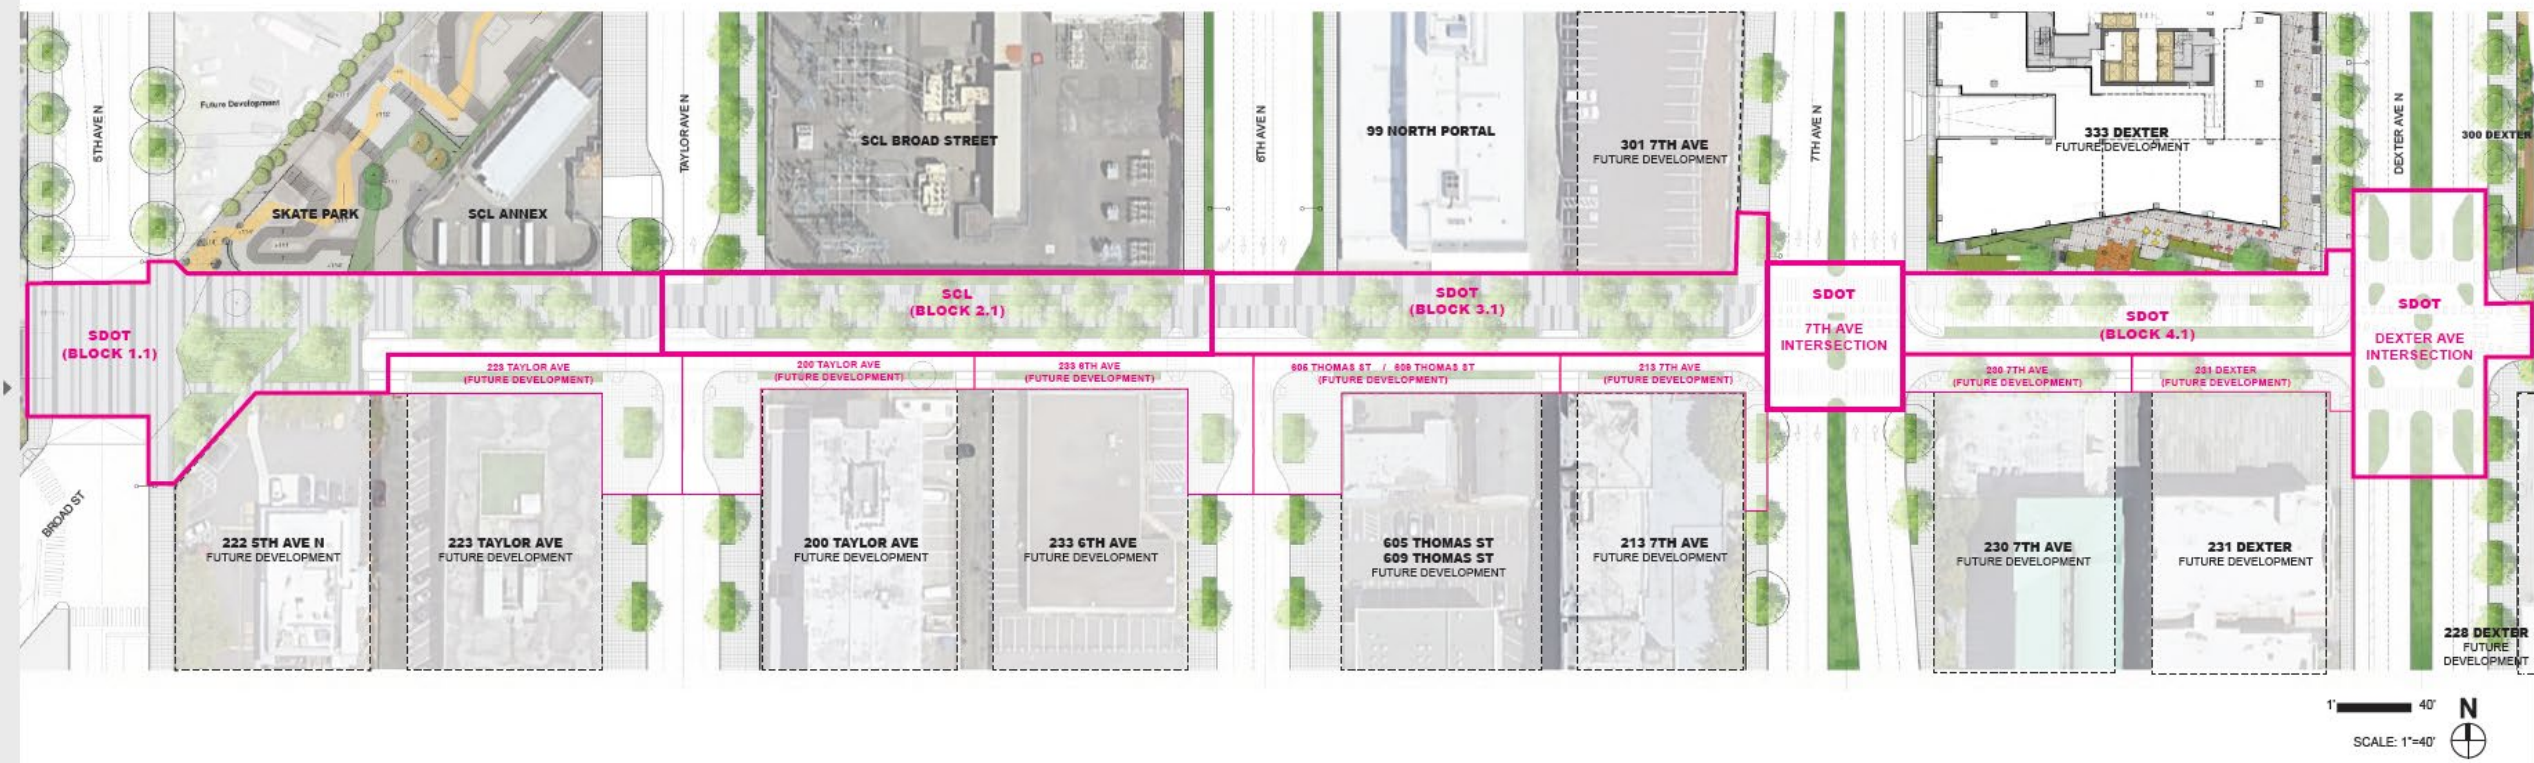 5TH AVE N
Future Development
SKATE PARK
SCL ANNEX
TAYLOR AVE N
SCL BROAD STREET
6TH AVE N
99 NORTH PORTAL
301 7TH AVE
FUTURE DEVELOPMENT
7TH AVE N
333 DEXTER
FUTURE DEVELOPMENT
DEXTER AVE N
300 DEXTER
SDOT
(BLOCK 1.1)
SCL
(BLOCK 2.1)
SDOT
(BLOCK 3.1)
SDOT
7TH AVE
INTERSECTION
SDOT
(BLOCK 4.1)
SDOT
DEXTER AVE
INTERSECTION
223 TAYLOR AVE
(FUTURE DEVELOPMENT)
200 TAYLOR AVE
(FUTURE DEVELOPMENT)
233 6TH AVE
(FUTURE DEVELOPMENT)
605 THOMAS ST / 609 THOMAS ST
(FUTURE DEVELOPMENT)
213 7TH AVE
(FUTURE DEVELOPMENT)
230 7TH AVE
(FUTURE DEVELOPMENT)
231 DEXTER
(FUTURE DEVELOPMENT)
BROAD ST
222 5TH AVE N
FUTURE DEVELOPMENT
223 TAYLOR AVE
FUTURE DEVELOPMENT
200 TAYLOR AVE
FUTURE DEVELOPMENT
233 6TH AVE
FUTURE DEVELOPMENT
605 THOMAS ST
609 THOMAS ST
FUTURE DEVELOPMENT
213 7TH AVE
FUTURE DEVELOPMENT
230 7TH AVE
FUTURE DEVELOPMENT
231 DEXTER
FUTURE DEVELOPMENT
228 DEXTER
FUTURE
DEVELOPMENT
1' 40'
N
SCALE: 1"=40'